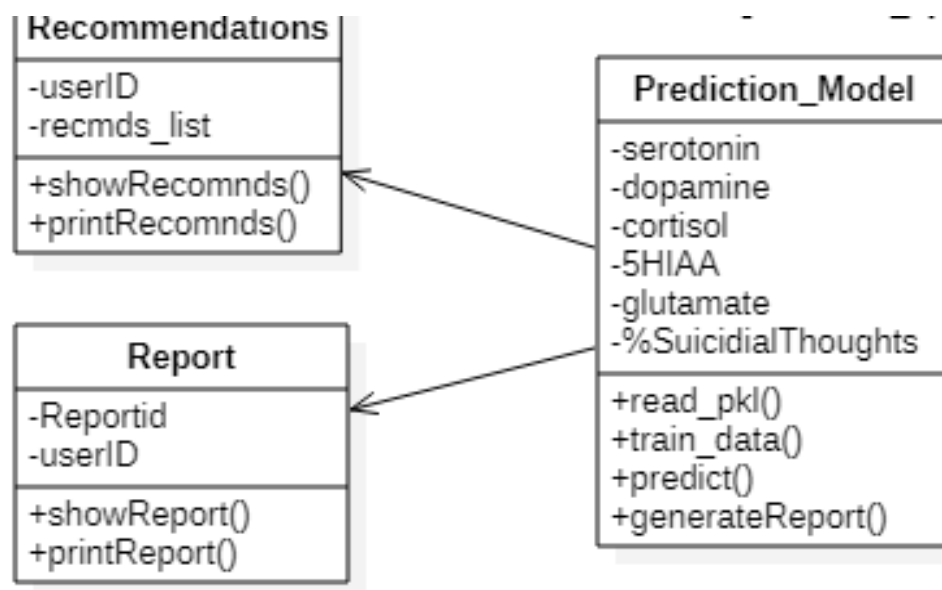 Recommendations
-userID
-recmds_list
+showRecomnds()
+printRecomnds()
Report
-Reportid
-userID
+showReport()
+printReport()
Prediction_Model
-serotonin
-dopamine
-cortisol
-5HIAA
-glutamate
-%SuicidialThoughts
+read_pkl()
+train_data()
+predict()
+generateReport()